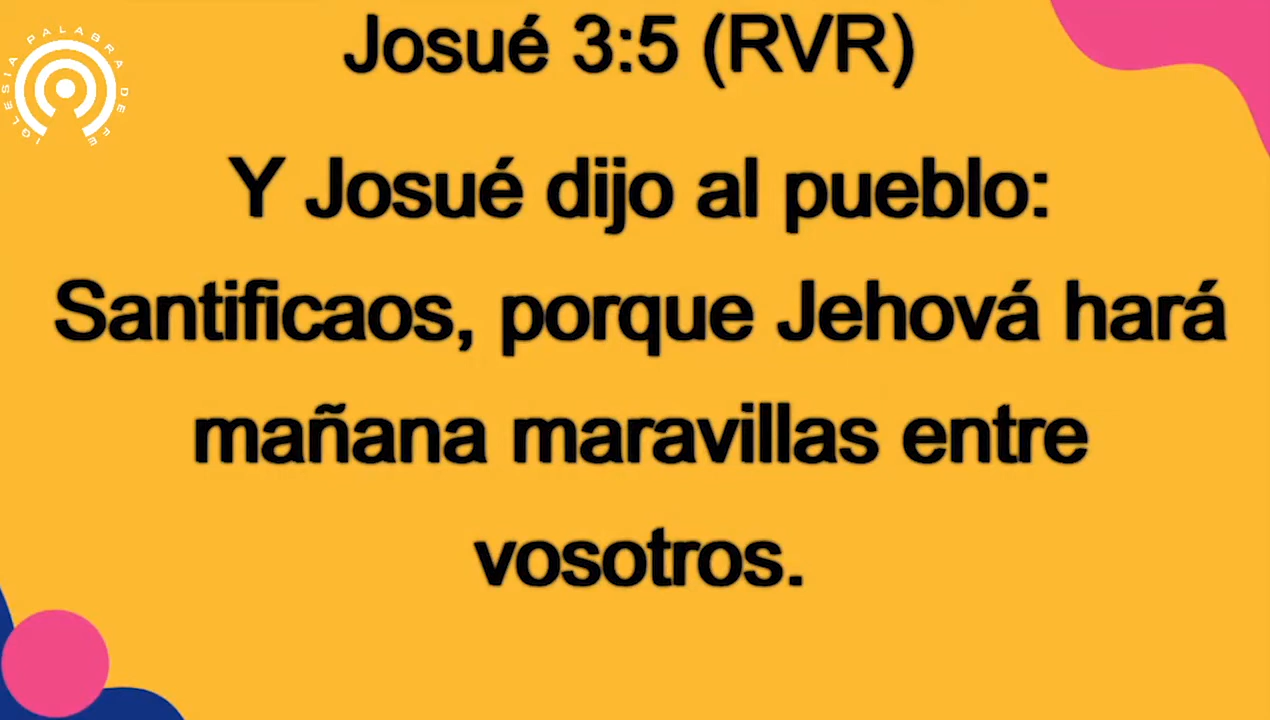 IGLESIA PALABRA DE FE
Josué 3:5 (RVR)
Y Josué dijo al pueblo:
Santificaos, porque Jehová hará
mañana maravillas entre
vosotros.